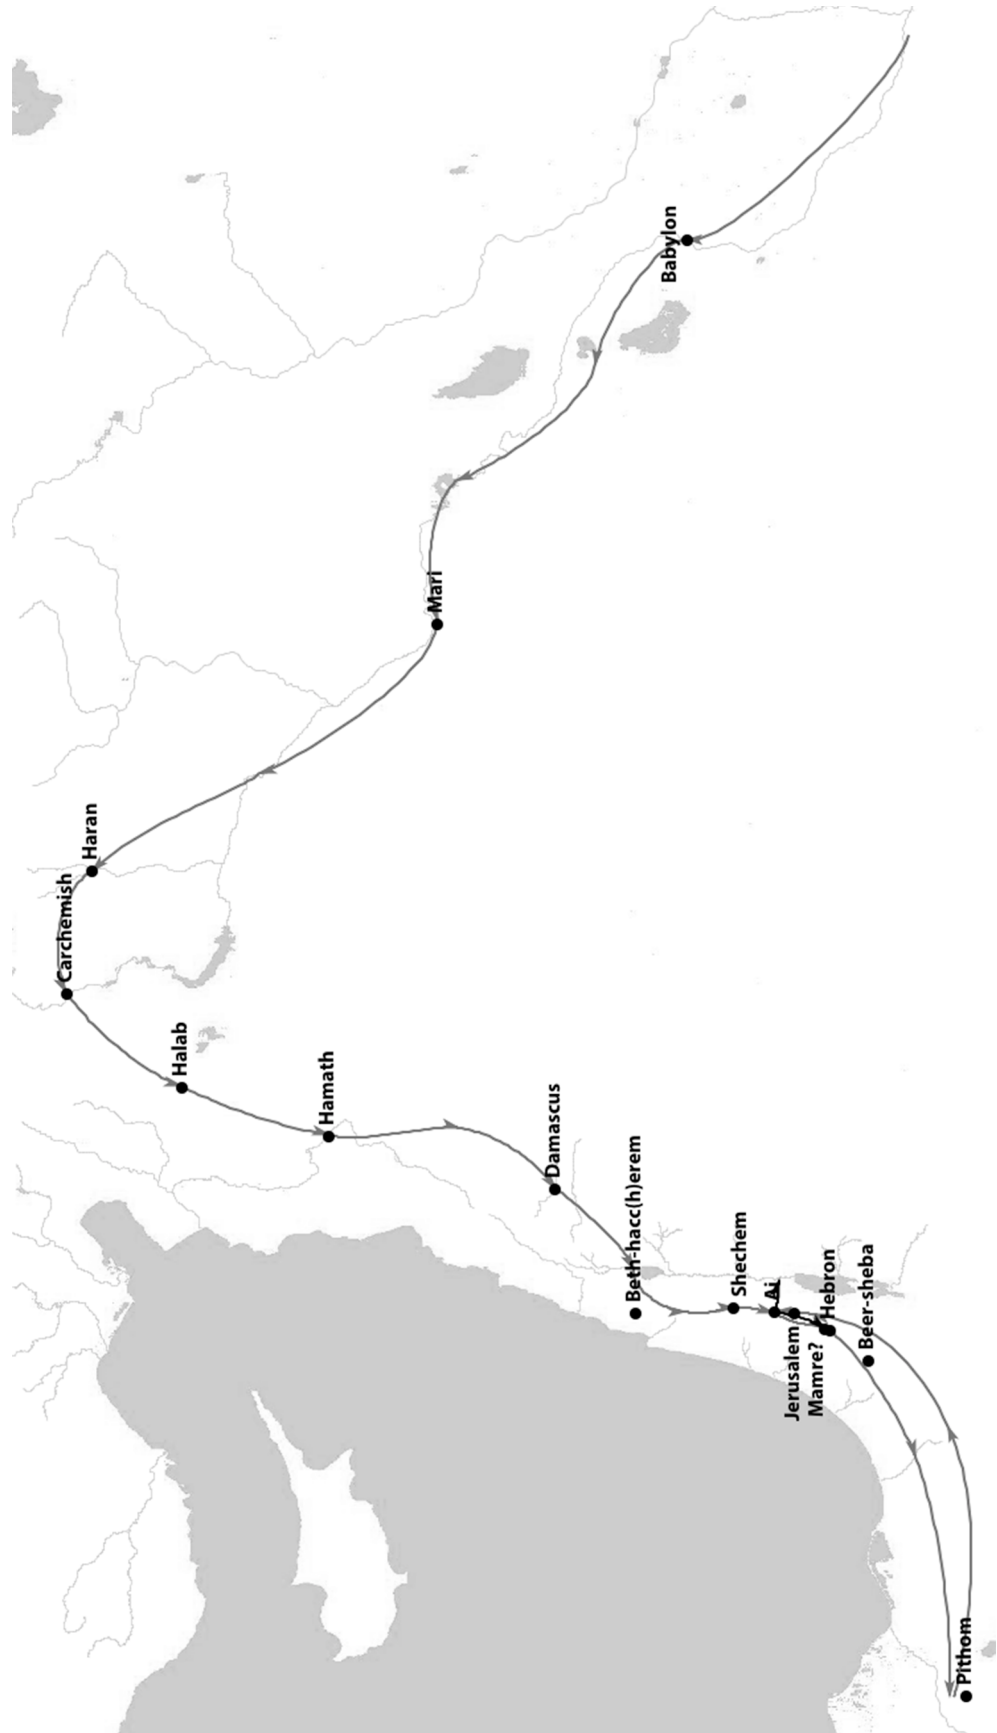 Babylon
Mari
Haran
Carchemish
Halab
Hamath
Damascus
Beth-hacc(h)erem
Shechem
Ai
Jerusalem
Hebron
Mamre?
Beer-sheba
Pithom